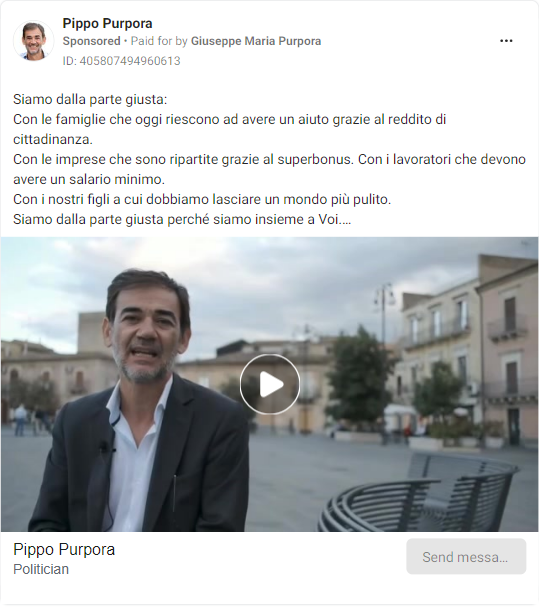 Pippo Purpora
Sponsored • Paid for by Giuseppe Maria Purpora
ID: 405807494960613
Siamo dalla parte giusta:
Con le famiglie che oggi riescono ad avere un aiuto grazie al reddito di
cittadinanza.
Con le imprese che sono ripartite grazie al superbonus. Con i lavoratori che devono
avere un salario minimo.
Con i nostri figli a cui dobbiamo lasciare un mondo più pulito.
Siamo dalla parte giusta perché siamo insieme a Voi....
Pippo Purpora
Politician
Send messa...